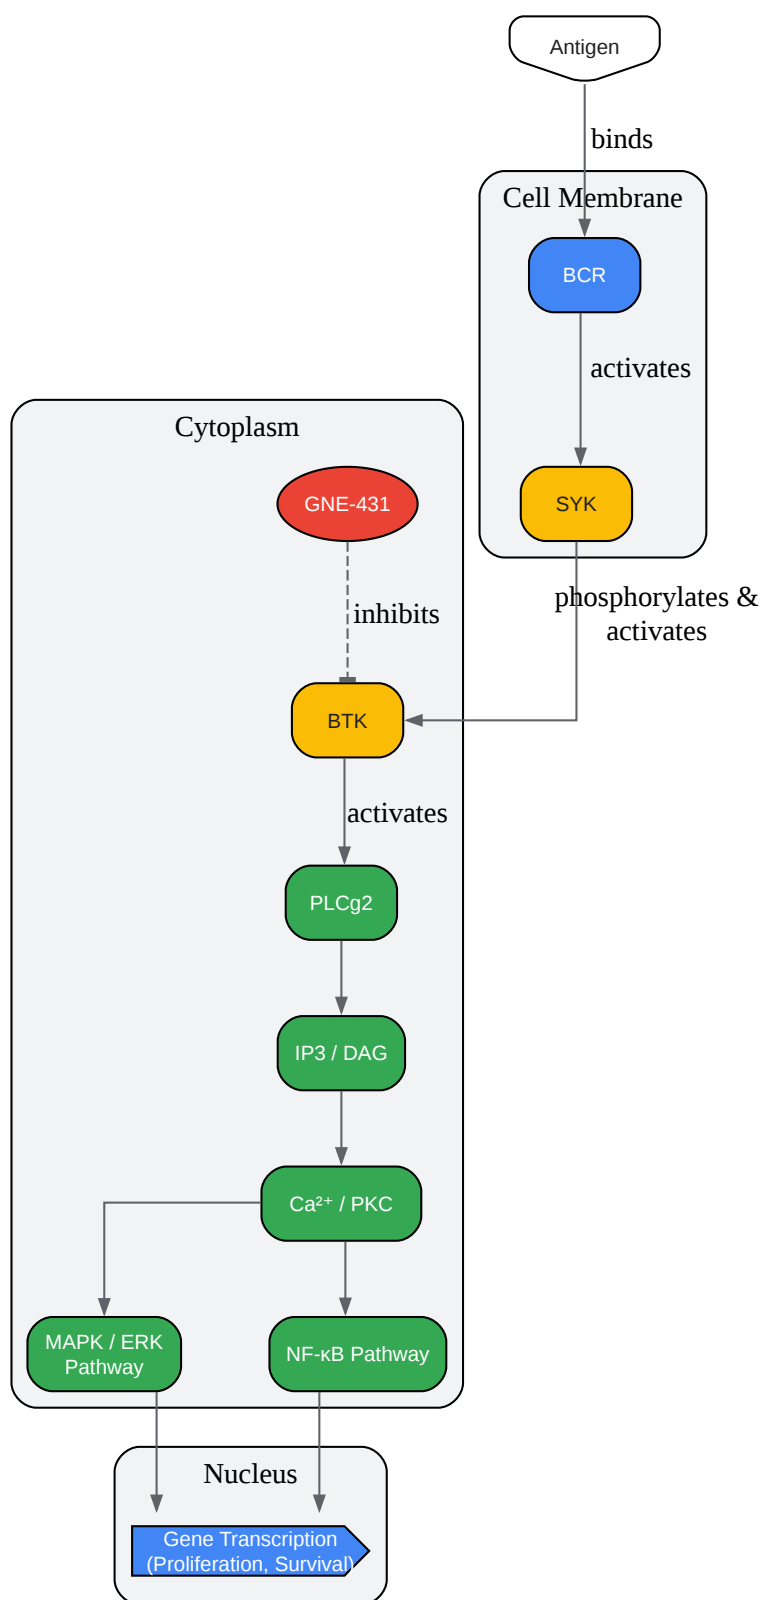 Antigen
binds
Cell Membrane
BCR
activates
Cytoplasm
GNE-431
SYK
inhibits
phosphorylates &
activates
BTK
activates
PLCg2
IP3 / DAG
Ca²⁺ / PKC
MAPK / ERK
Pathway
NF-κB Pathway
Nucleus
Gene Transcription
(Proliferation, Survival)